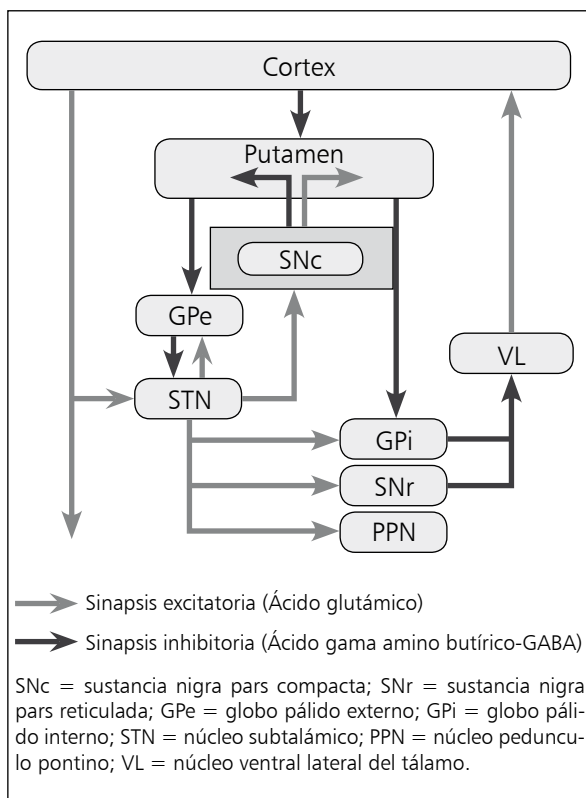 Cortex
Putamen
SNc
GPe
VL
STN
GPi
SNr
PPN
Sinapsis excitatoria (Ácido glutámico)
Sinapsis inhibitoria (Ácido gama amino butírico-GABA)
SNc = sustancia nigra pars compacta; SNr = sustancia nigra
pars reticulada; GPe = globo pálido externo; GPi = globo páli-
do interno; STN = núcleo subtalámico; PPN = núcleo peduncu-
lo pontino; VL = núcleo ventral lateral del tálamo.